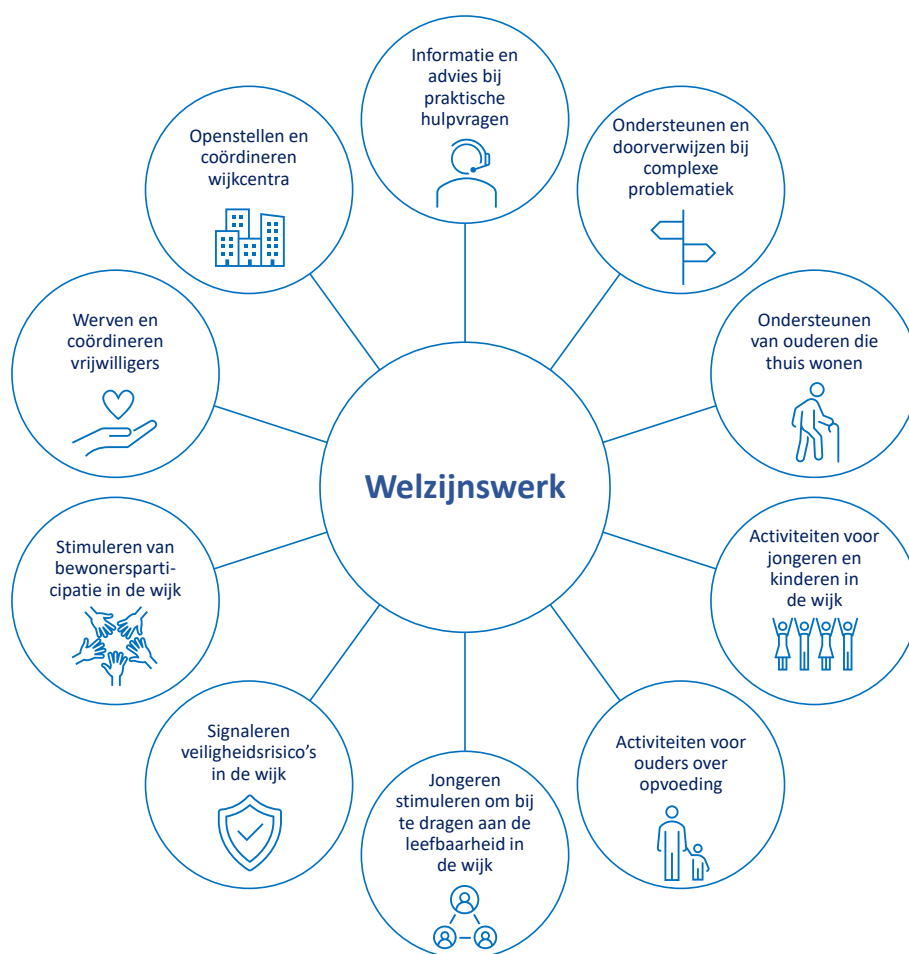 Informatie en
advies bij
praktische
hulpvragen
Ondersteunen en
doorverwijzen bij
complexe
problematiek
Ondersteunen
van ouderen die
thuis wonen
Activiteiten voor
jongeren en
kinderen in
de wijk
Activiteiten voor
ouders over
opvoeding
Jongeren
stimuleren om bij
te dragen aan de
leefbaarheid in
de wijk
Signaleren
veiligheidsrisico’s
in de wijk
Stimuleren van
bewonersparti-
cipatie in de wijk
Werven en
coördineren
vrijwilligers
Openstellen en
coördineren
wijkcentra
Welzijnswerk